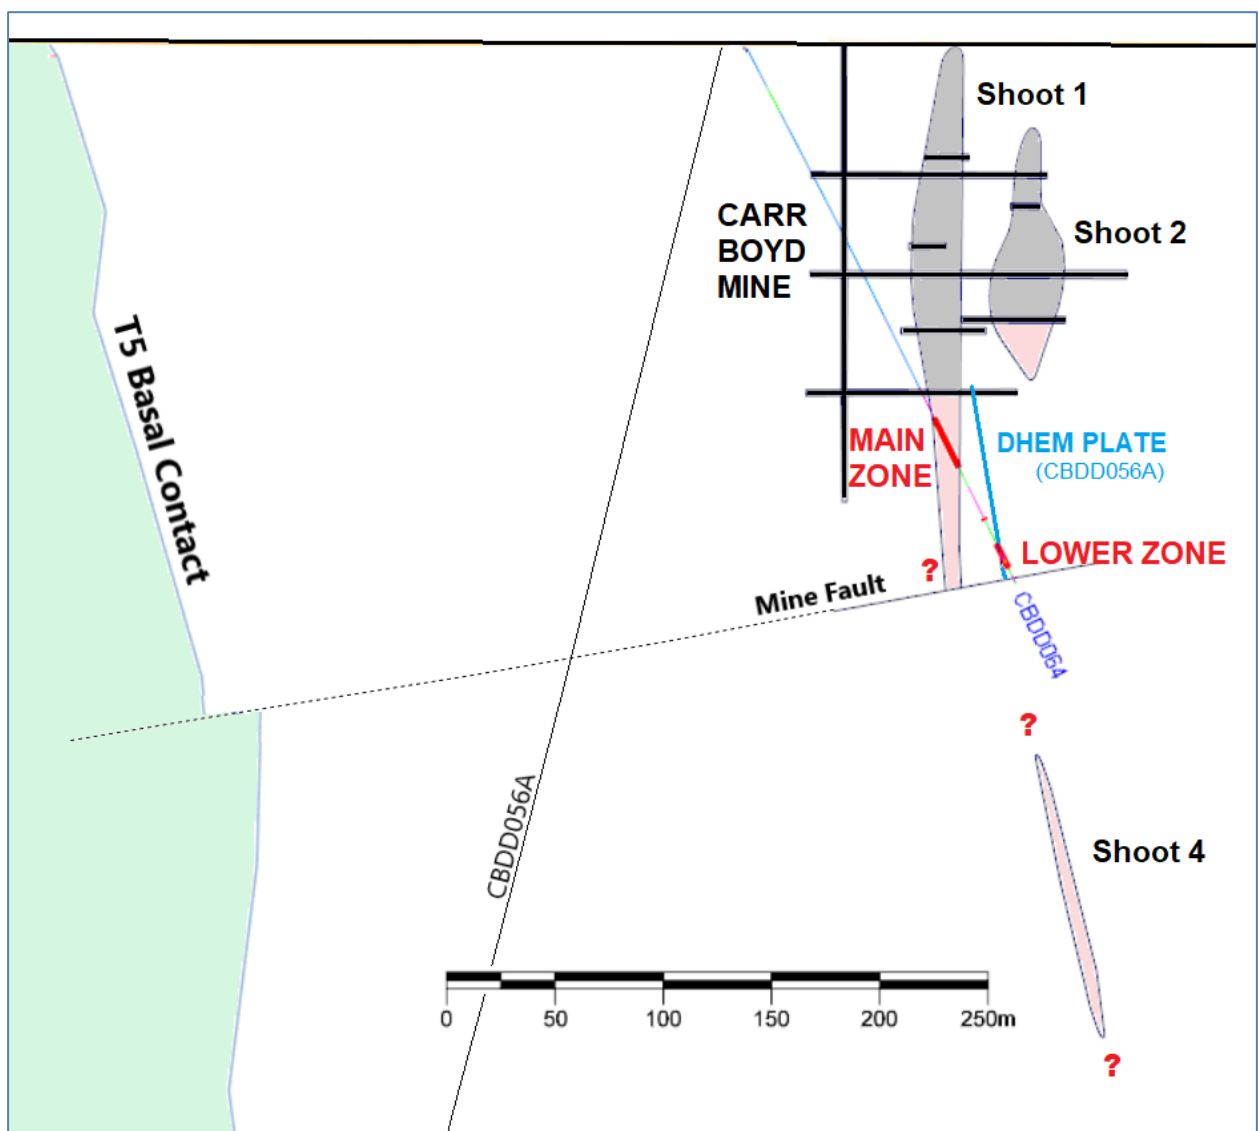 Shoot 1
CARR
BOYD
MINE
Shoot 2
T5 Basal Contact
MAIN
ZONE
DHEM PLATE
(CBDD056A)
LOWER ZONE
?
Mine Fault
CBDD064
?
CBDD056A
Shoot 4
0 50 100 150 200 250m
?